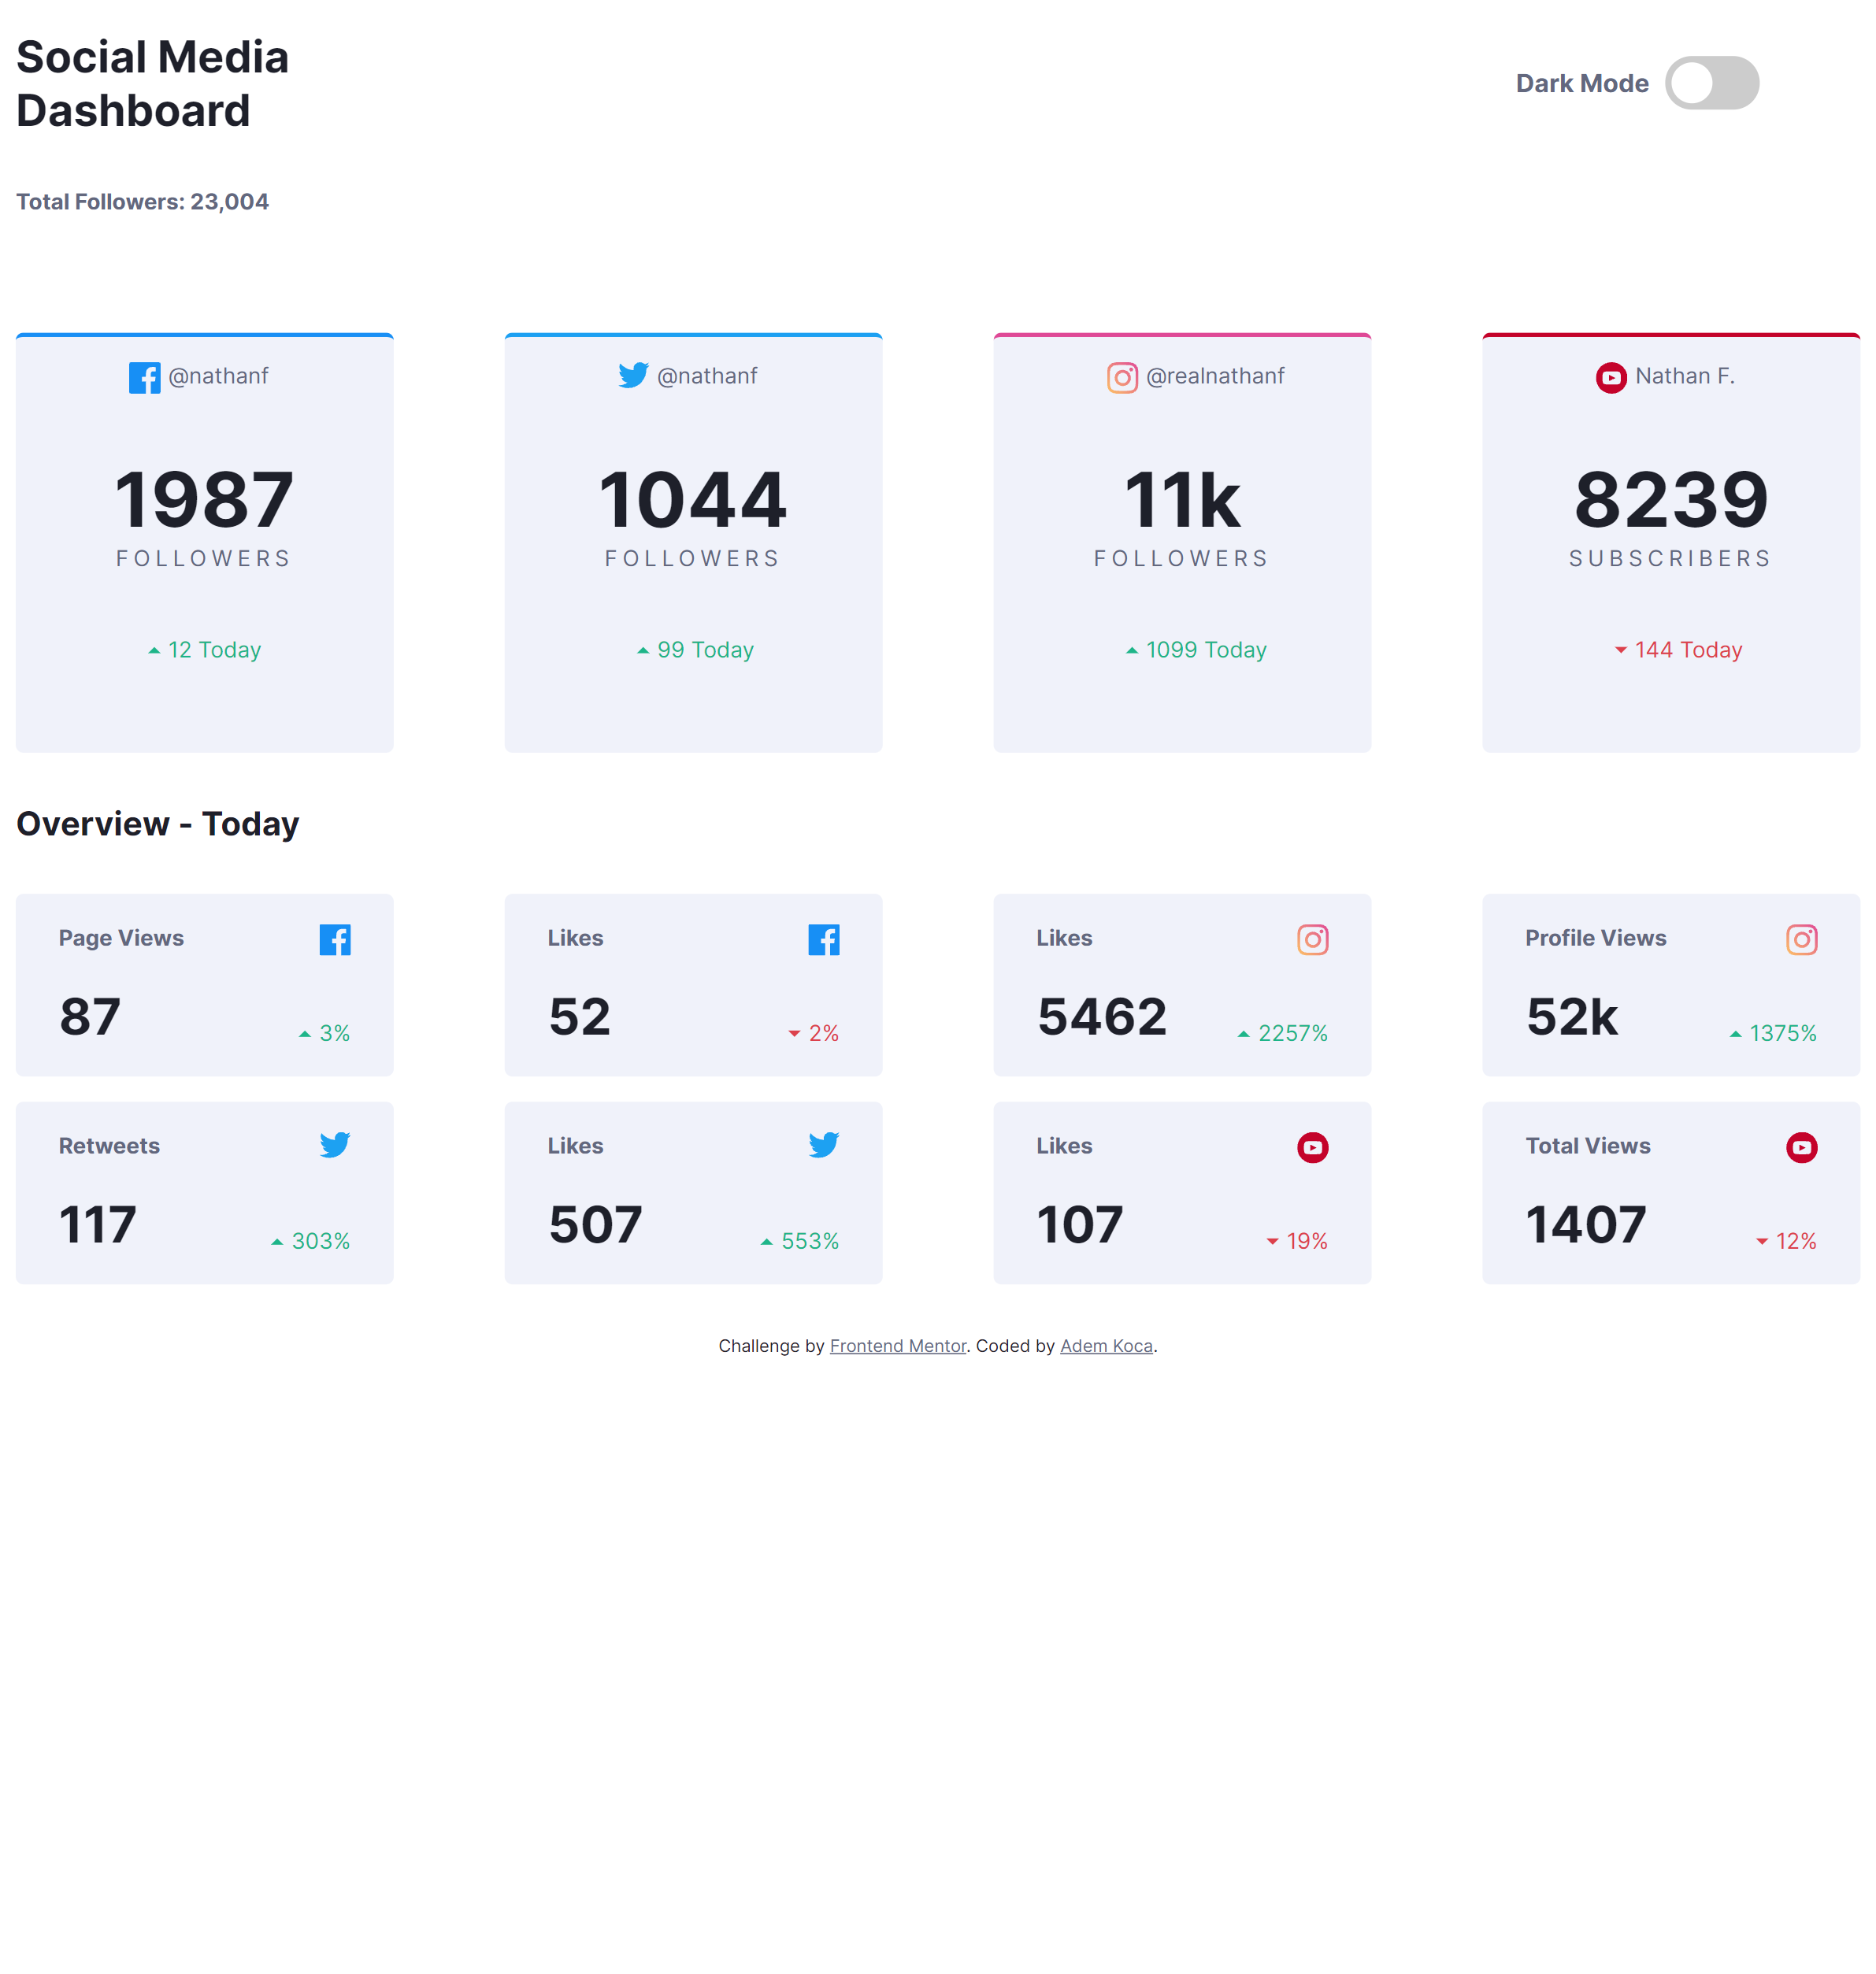 Social Media
Dashboard
Dark Mode
Total Followers: 23,004
@nathanf
1987
FOLLOWERS
12 Today
@nathanf
1044
FOLLOWERS
99 Today
@realnathanf
11k
FOLLOWERS
1099 Today
Nathan F.
8239
SUBSCRIBERS
144 Today
Overview - Today
Page Views
87
3%
Likes
52
2%
Likes
5462
2257%
Profile Views
52k
1375%
Retweets
117
303%
Likes
507
553%
Likes
107
19%
Total Views
1407
12%
Challenge by Frontend Mentor. Coded by Adem Koca.